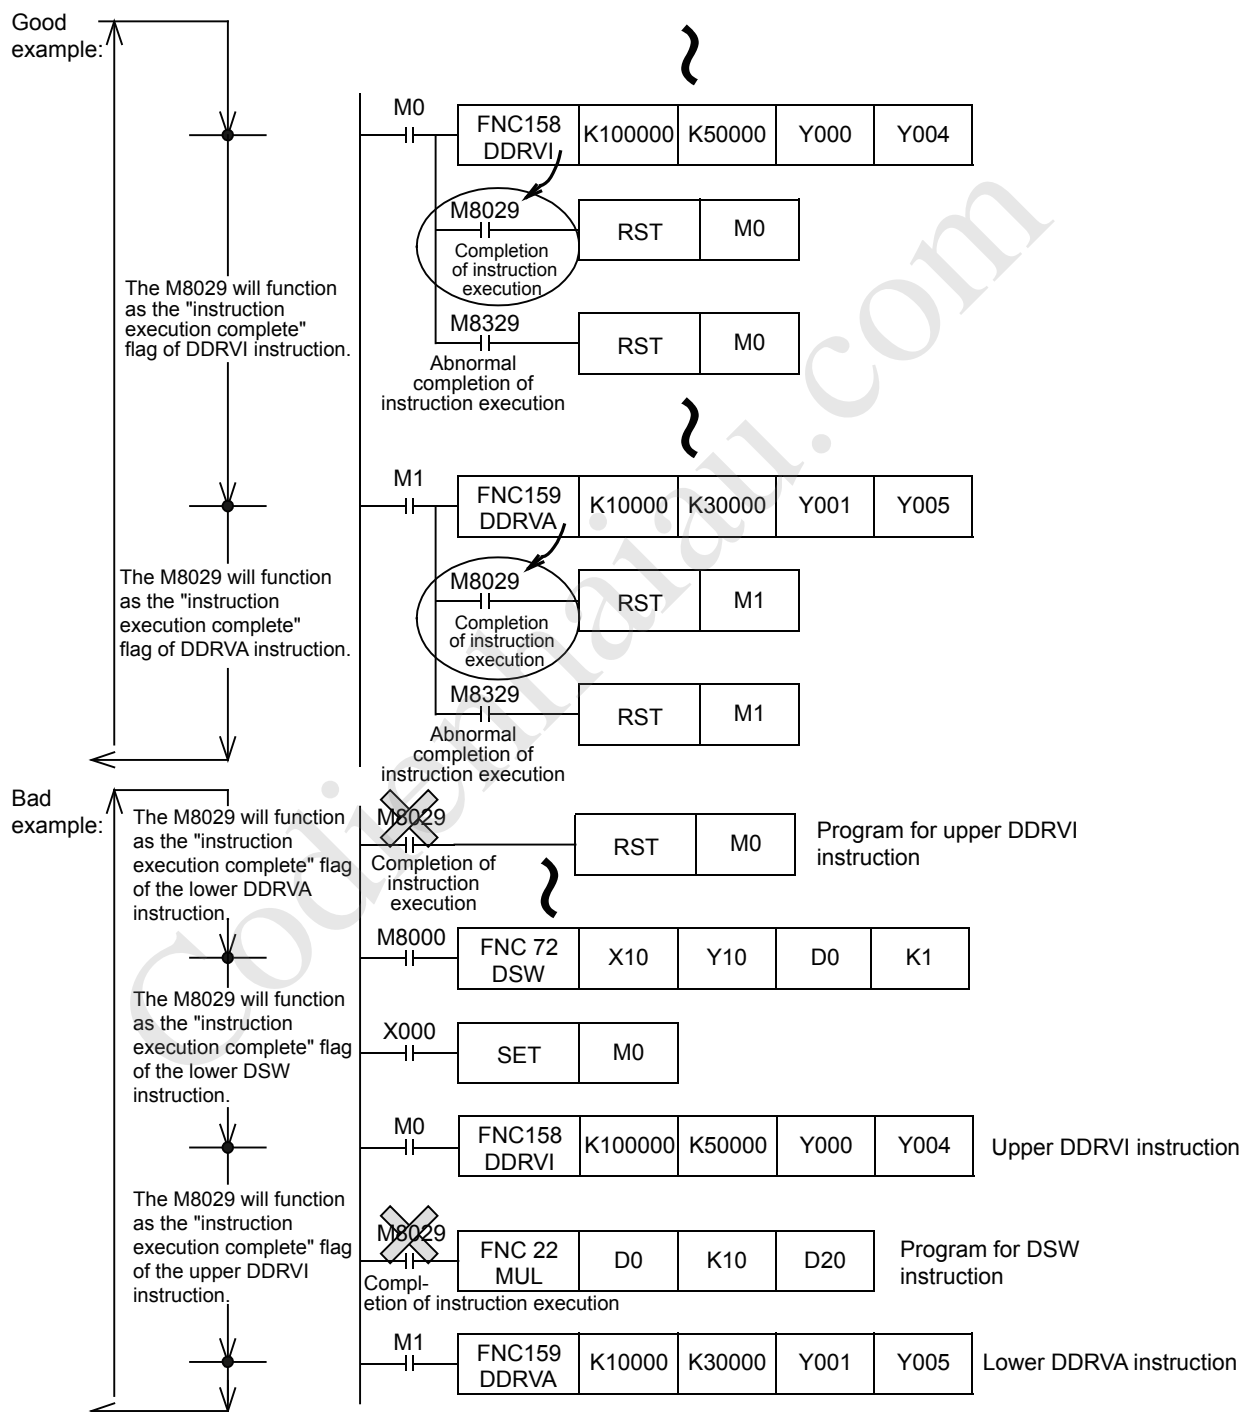 Good
example:
M0
FNC158
DDRVI
K100000
K50000
Y000
Y004
M8029
Completion
of instruction
execution
RST
M0
The M8029 will function
as the "instruction
execution complete"
flag of DDRVI instruction.
M8329
Abnormal
completion of
instruction execution
RST
M0
M1
FNC159
DDRVA
K10000
K30000
Y001
Y005
The M8029 will function
as the "instruction
execution complete"
flag of DDRVA instruction.
M8029
Completion
of instruction
execution
RST
M1
M8329
Abnormal
completion of
instruction execution
RST
M1
Bad
example:
The M8029 will function
as the "instruction
execution complete" flag
of the lower DDRVA
instruction.
M8029
Completion of
instruction
execution
RST
M0
Program for upper DDRVI
instruction
M8000
FNC 72
DSW
X10
Y10
D0
K1
The M8029 will function
as the "instruction
execution complete" flag
of the lower DSW
instruction.
X000
SET
M0
M0
FNC158
DDRVI
K100000
K50000
Y000
Y004
Upper DDRVI instruction
The M8029 will function
as the "instruction
execution complete" flag
of the upper DDRVI
instruction.
M8029
Compl-
etion of instruction execution
FNC 22
MUL
D0
K10
D20
Program for DSW
instruction
M1
FNC159
DDRVA
K10000
K30000
Y001
Y005
Lower DDRVA instruction
Codienhaiau.com